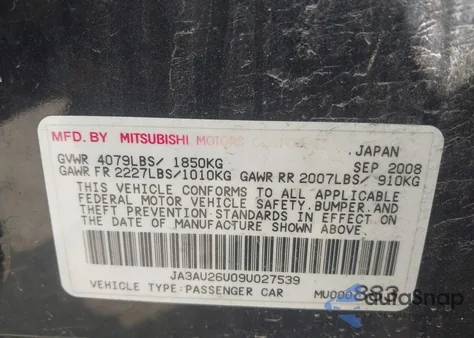 MFD. BY MITSUBISHI MOTORS CORPORATION JAPAN
GVWR 4079LBS/ 1850KG SEP 2008
GAWR FR 2227LBS/1010KG GAWR RR 2007LBS/ 910KG
THIS VEHICLE CONFORMS TO ALL APPLICABLE
FEDERAL MOTOR VEHICLE SAFETY,BUMPER,AND
THEFT PREVENTION STANDARDS IN EFFECT ON
THE DATE OF MANUFACTURE SHOWN ABOVE.
JA3AU26U09U027539
VEHICLE TYPE:PASSENGER CAR MU000883
AutoSnap